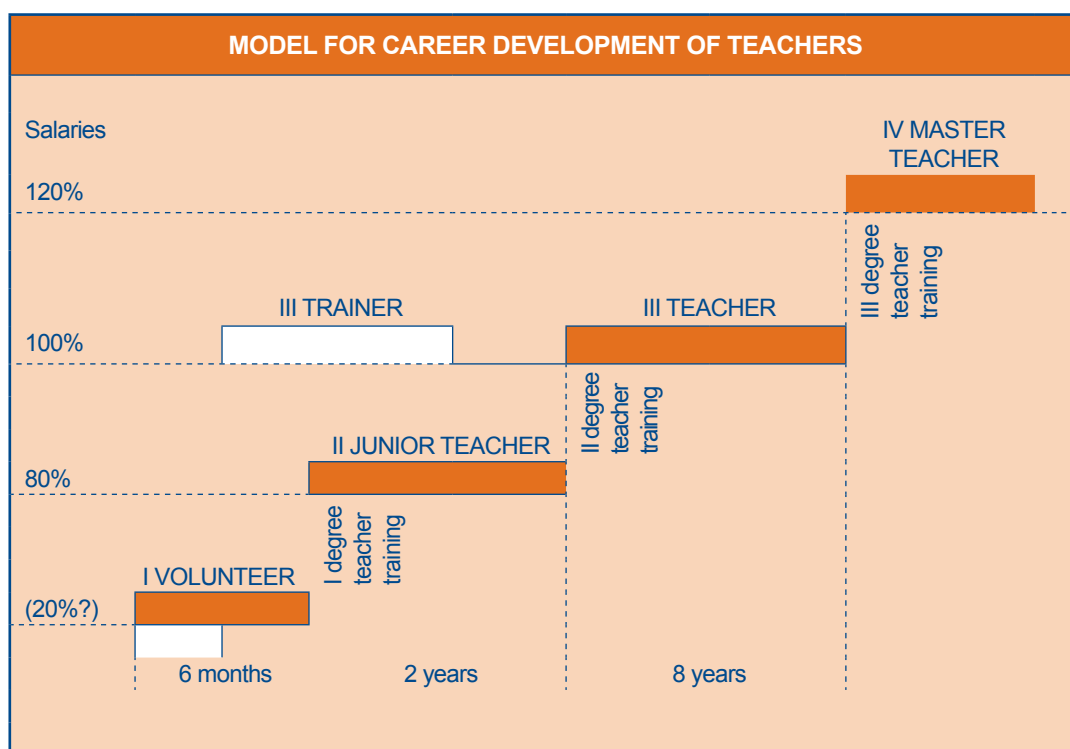 MODEL FOR CAREER DEVELOPMENT OF TEACHERS
Salaries
IV MASTER
TEACHER
120%
III degree
teacher
training
III TRAINER
III TEACHER
100%
II degree
teacher
training
II JUNIOR TEACHER
80%
I degree
teacher
training
I VOLUNTEER
(20%?)
6 months
2 years
8 years